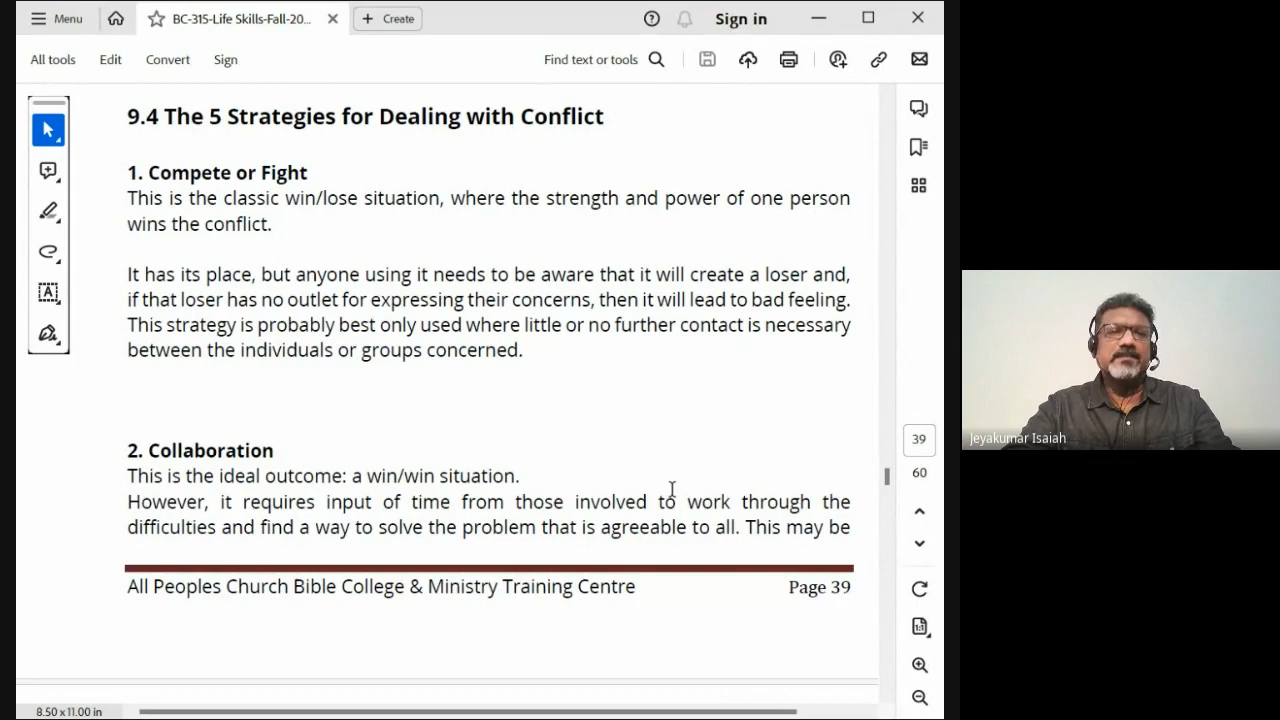 Menu
BC-315-Life Skills-Fall-20...
Create
Sign in
All tools
Edit
Convert
Sign
Find text or tools
9.4 The 5 Strategies for Dealing with Conflict
1. Compete or Fight
This is the classic win/lose situation, where the strength and power of one person
wins the conflict.
It has its place, but anyone using it needs to be aware that it will create a loser and,
if that loser has no outlet for expressing their concerns, then it will lead to bad feeling.
This strategy is probably best only used where little or no further contact is necessary
between the individuals or groups concerned.
2. Collaboration
This is the ideal outcome: a win/win situation.
However, it requires input of time from those involved to work through the
difficulties and find a way to solve the problem that is agreeable to all. This may be
All Peoples Church Bible College & Ministry Training Centre
Page 39
39
60
8.50 x 11.00 in
Jeyakumar Isaiah